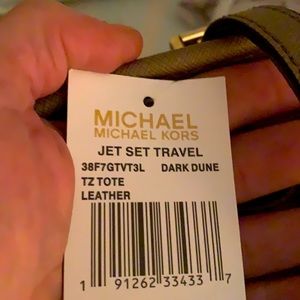 MICHAEL
MICHAEL KORS
JET SET TRAVEL
38F7GTVT3L DARK DUNE
TZ TOTE
LEATHER
1 91262 33433 7